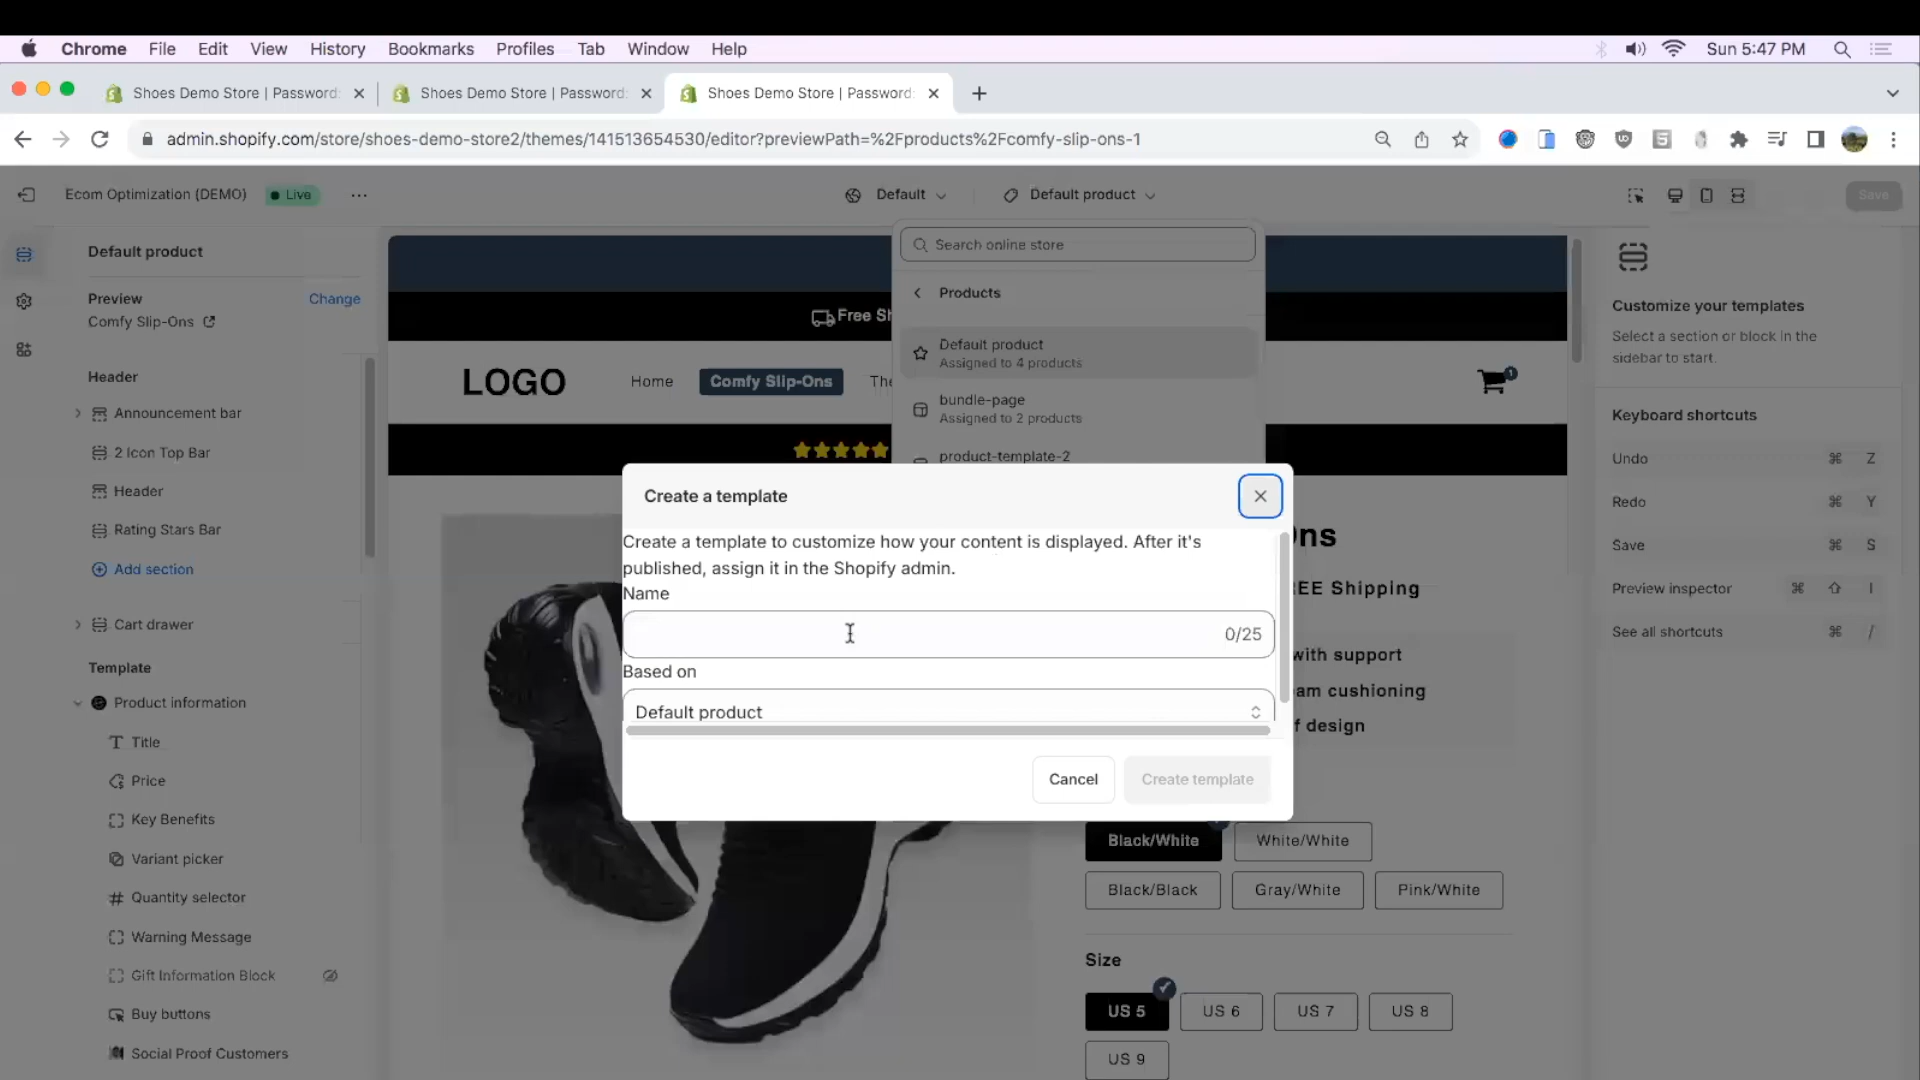 Chrome File Edit View History Bookmarks Profiles Tab Window Help Sun 5:47 PM
Shoes Demo Store | Password: Shoes Demo Store | Password: Shoes Demo Store | Password:
admin.shopify.com/store/shoes-demo-store2/themes/141513654530/editor?previewPath=%2Fproducts%2Fcomfy-slip-ons-1
Ecom Optimization (DEMO) Live Default Default product Save
Default product
Preview
Change
Comfy Slip-Ons
Header
Announcement bar
2 Icon Top Bar
Header
Rating Stars Bar
Add section
Cart drawer
Template
Product information
Title
Price
Key Benefits
Variant picker
Quantity selector
Warning Message
Gift Information Block
Buy buttons
Social Proof Customers
Search online store
Products
Default product
Assigned to 4 products
bundle-page
Assigned to 2 products
product-template-2
Free Sh
LOGO Home Comfy Slip-Ons The 1
Create a template
Create a template to customize how your content is displayed. After it's
published, assign it in the Shopify admin.
Name
0/25
Based on
Default product
Cancel Create template
Ons
REE Shipping
with support
am cushioning
f design
Black/White White/White
Black/Black Gray/White Pink/White
Size
US 5 US 6 US 7 US 8
US 9
Customize your templates
Select a section or block in the
sidebar to start.
Keyboard shortcuts
Undo ⌘ Z
Redo ⌘ Y
Save ⌘ S
Preview inspector ⌘ ⇧ I
See all shortcuts ⌘ /